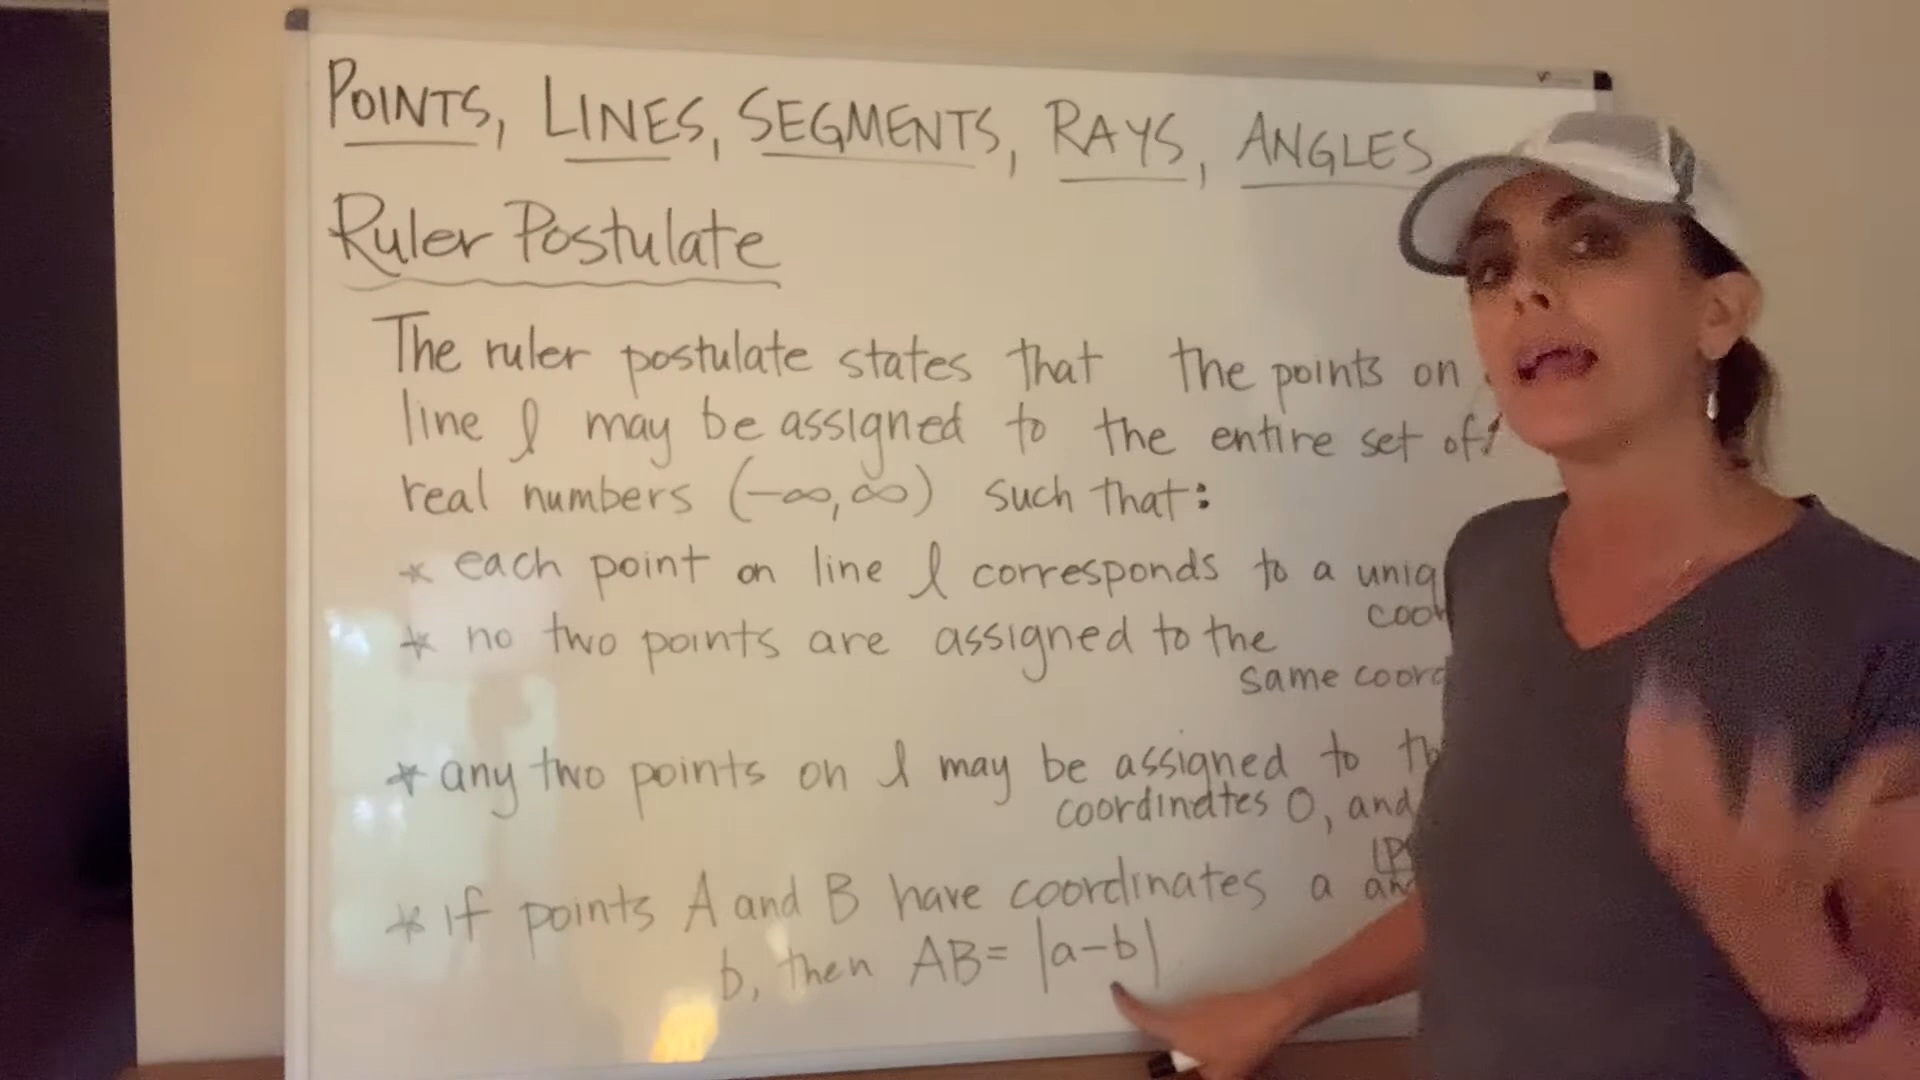 POINTS, LINES, SEGMENTS, RAYS, ANGLES
Ruler Postulate
The ruler postulate states that the points on
line l may be assigned to the entire set of
real numbers (-∞, ∞) such that:
* each point on line l corresponds to a
* no two points are assigned to the
same
* any two points on l may be assigned to
coordinates 0, and
* if points A and B have coordinates a
b, then AB= |a-b|